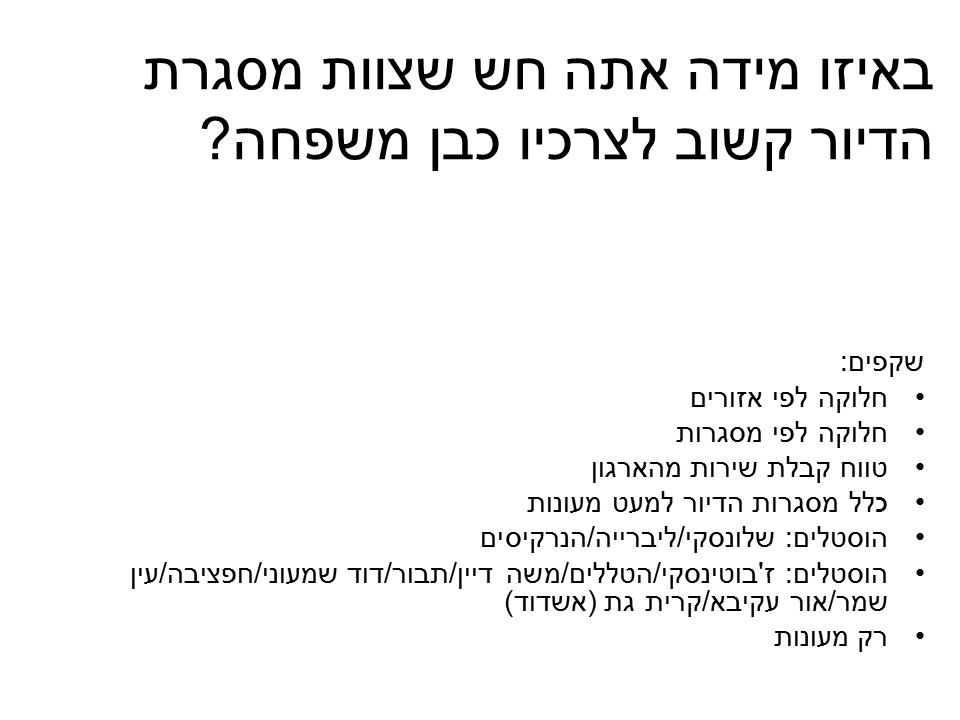 באיזו מידה אתה חש שצוות מסגרת
הדיור קשוב לצרכיו כבן משפחה?
שקפים:
• חלוקה לפי אזורים
• חלוקה לפי מסגרות
• טווח קבלת שירות מהארגון
• כלל מסגרות הדיור למעט מעונות
• הוסטלים: שלונסקי/ליברייה/הנרקיסים
• הוסטלים: ז'בוטינסקי/הטללים/משה דיין/תבור/דוד שמעוני/חפציבה/עין
שמר/אור עקיבא/קרית גת (אשדוד)
• רק מעונות